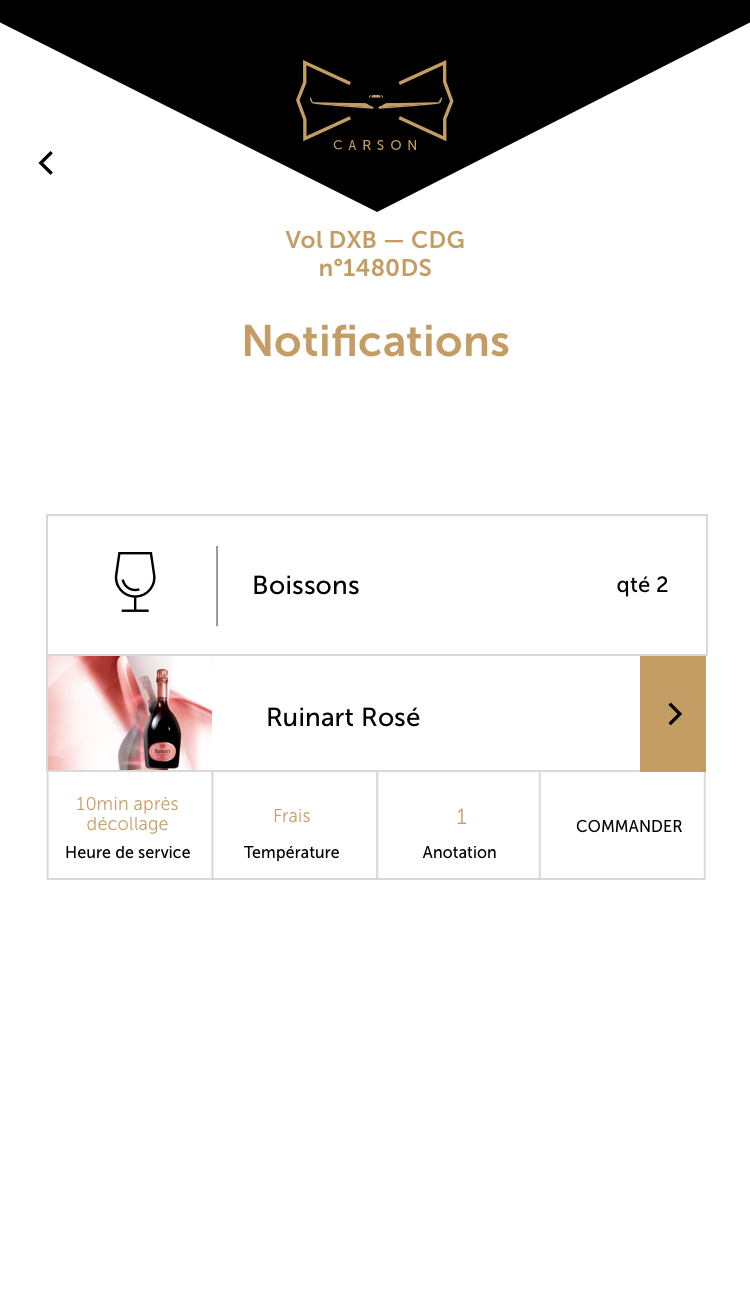 CARSON
Vol DXB — CDG
n°1480DS
Notifications
Boissons
qté 2
Ruinart Rosé
10min après
décollage
Heure de service
Frais
Température
1
Anotation
COMMANDER